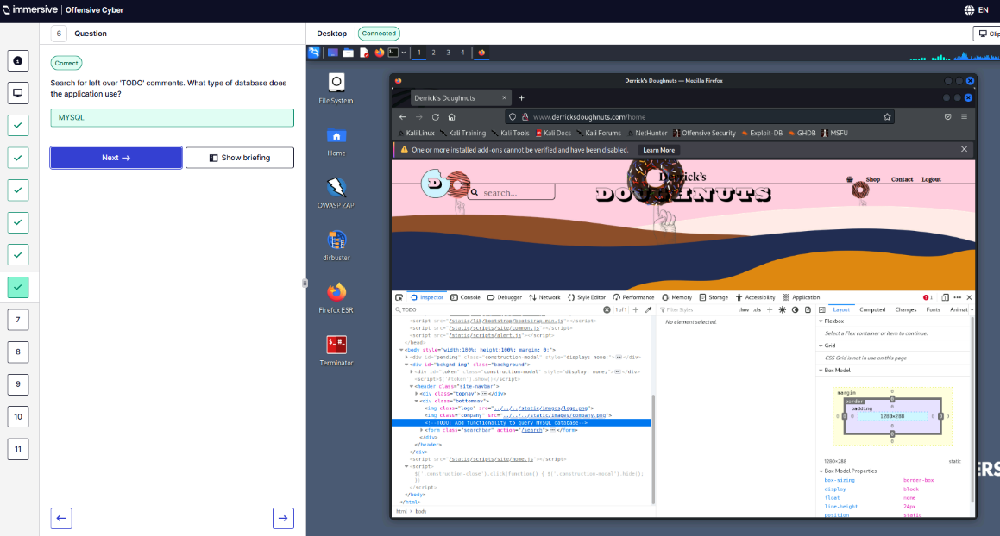 immersive | Offensive Cyber
EN
6 Question
Correct
Search for left over 'TODO' comments. What type of database does
the application use?
MYSQL
Next →
Show briefing
7
8
9
10
11
Desktop
Connected
Clip
1 2 3 4
File System
Home
OWASP ZAP
dirbuster
Firefox ESR
Terminator
Derrick's Doughnuts — Mozilla Firefox
Derrick's Doughnuts
www.derricksdoughnuts.com/home
Kali Linux Kali Training Kali Tools Kali Docs Kali Forums NetHunter Offensive Security Exploit-DB GHDB MSFU
One or more installed add-ons cannot be verified and have been disabled. Learn More
D
search...
Derrick's
DOUGHNUTS
Shop Contact Logout
Inspector Console Debugger Network Style Editor Performance Memory Storage Accessibility Application 1
TODO
1 of 1
<script src="/static/lib/bootstrap/bootstrap.min.js"></script>
<script src="/static/scripts/site/common.js"></script>
<script src="/static/scripts/alert.js"></script>
</head>
<body style="width:100%; height:100%; margin: 0;">
<div id="pending" class="construction-modal" style="display: none;"></div>
<div id="bckgnd-img" class="background">
<div id="token" class="construction-modal" style="display: none;"></div>
<script>$('#token').show()</script>
<header class="site-navbar">
<div class="topnav"></div>
<div class="bottomnav">
<img class="logo" src="../../../static/images/logo.png">
<img class="company" src="../../../static/images/company.png">
<!--TODO: Add functionality to query MYSQL database-->
<form class="searchbar" action="/search"></form>
</div>
</header>
</div>
<script src="/static/scripts/site/home.js"></script>
<script>
$('.construction-close').click(function() { $('.construction-modal').hide();
})
</script>
</body>
</html>
html > body
Filter Styles
:hov .cls
No element selected.
Layout Computed Changes Fonts Animat
Flexbox
Select a Flex container or item to continue.
Grid
CSS Grid is not in use on this page
Box Model
margin
0
border
0
padding
0
0 0 0 1280×288 0 0 0
0
0
0
1280×288 static
Box Model Properties
box-sizing border-box
display block
float none
line-height 24px
position static
ERS